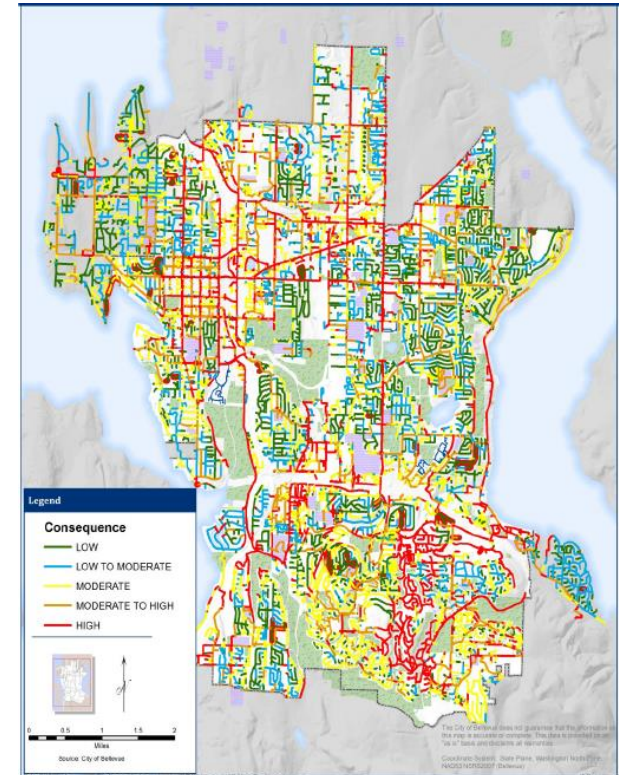 Legend
Consequence
LOW
LOW TO MODERATE
MODERATE
MODERATE TO HIGH
HIGH
0 0.5 1 1.5 2
Miles
Source: City of Bellevue
The City of Bellevue does not guarantee that the information on
this map is accurate or complete. This data is provided on an
"as is" basis and disclaims all warranties.
Coordinate System: State Plane, Washington North
(Bellevue)